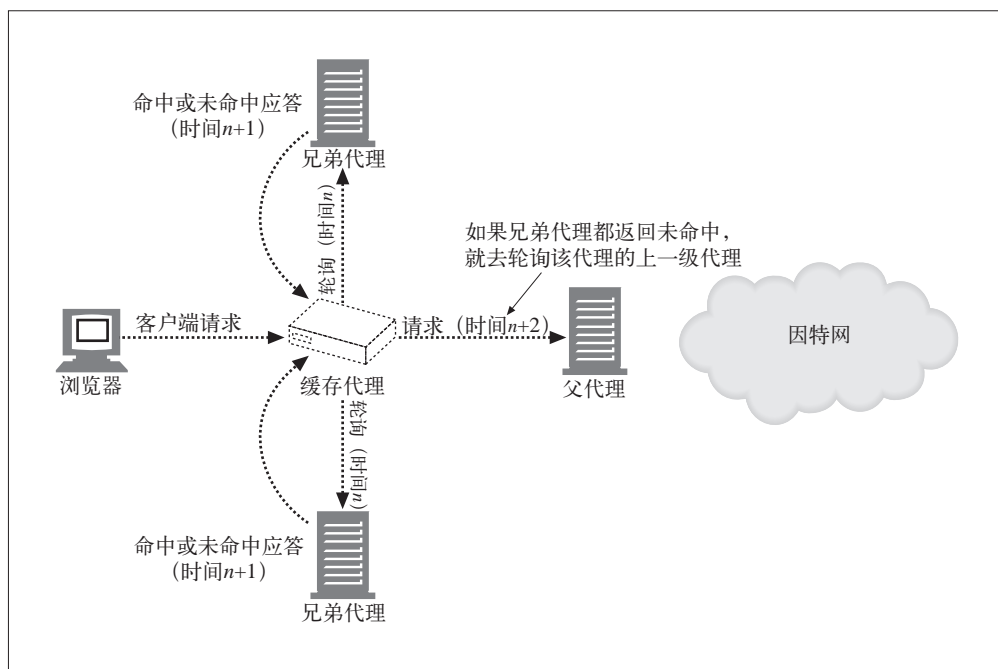 命中或未命中应答
(时间n+1)
兄弟代理
轮询(时间n)
如果兄弟代理都返回未命中,
就去轮询该代理的上一级代理
客户端请求
请求(时间n+2)
因特网
浏览器
缓存代理
父代理
轮询(时间n)
命中或未命中应答
(时间n+1)
兄弟代理